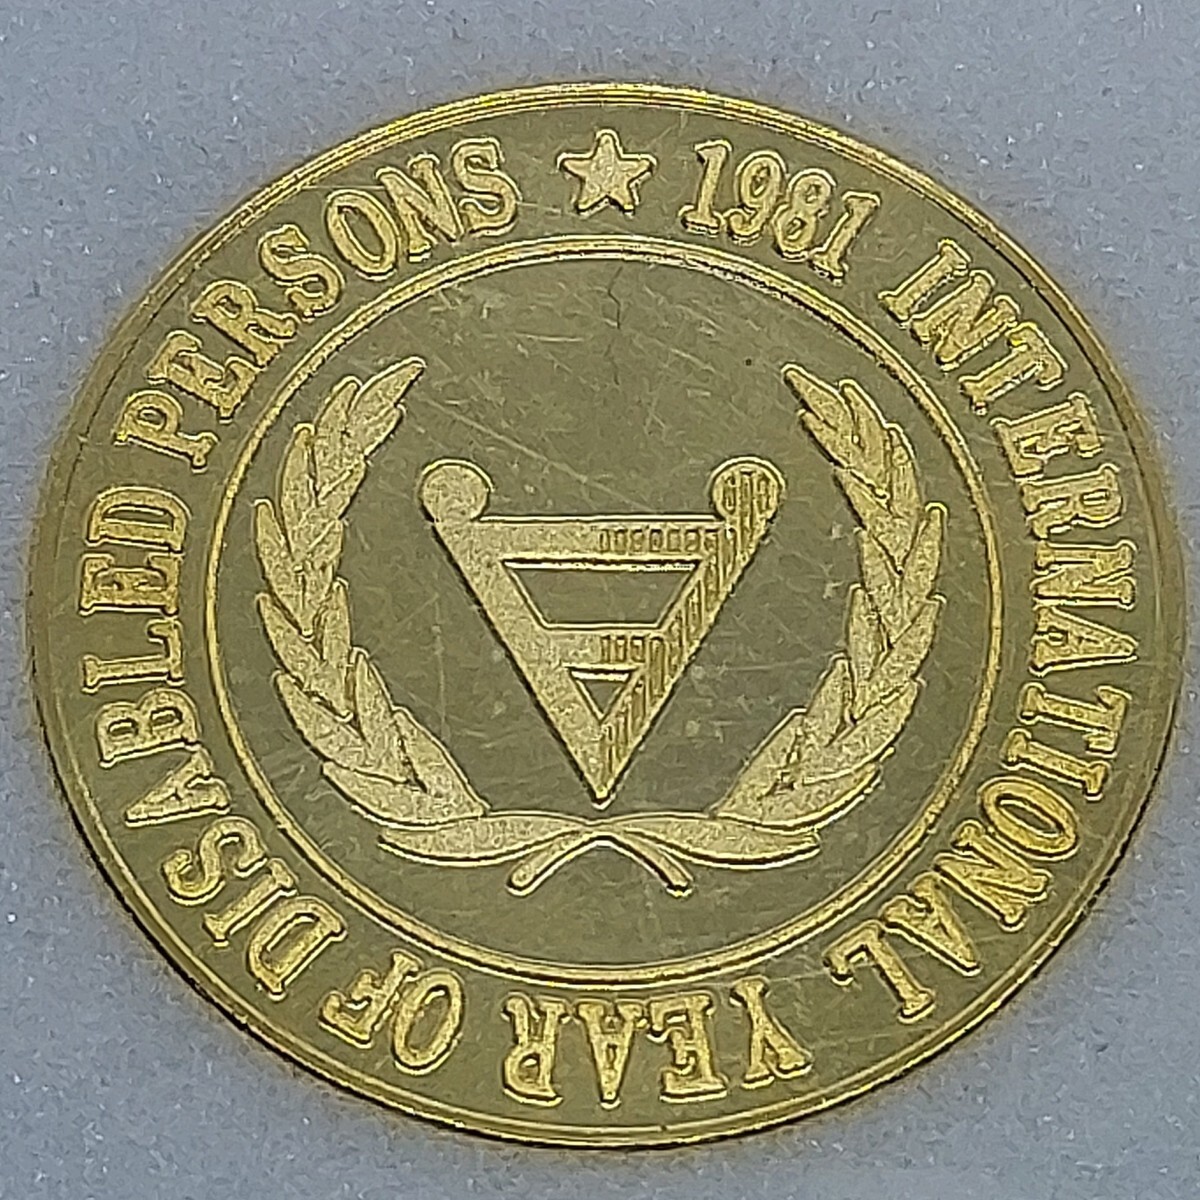 ★ 1981 INTERNATIONAL YEAR OF DISABLED PERSONS